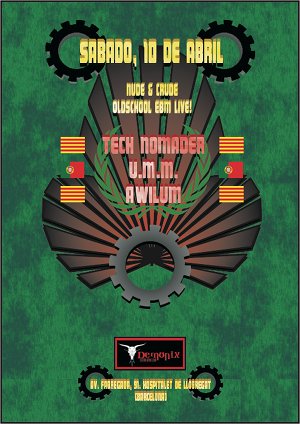 SABADO, 10 DE ABRIL
NUDE & CRUDE
OLDSCHOOL EBM LIVE!
TECH NOMADER
V.M.M.
AWILUM
DEMONIX
AV. FABREGADA, 91. HOSPITALET DE LLOBREGAT
(BARCELONA)